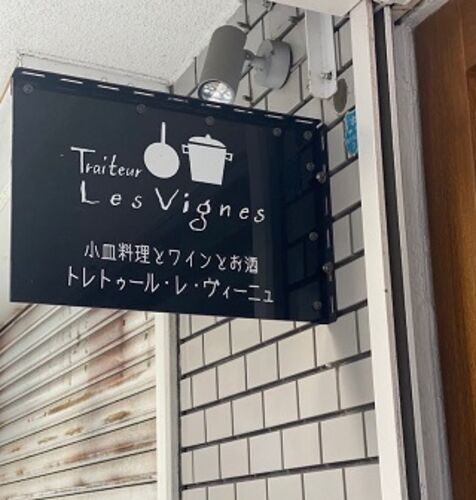 Traiteur
Les Vignes
小皿料理とワインとお酒
トレトゥール・レ・ヴィーニュ